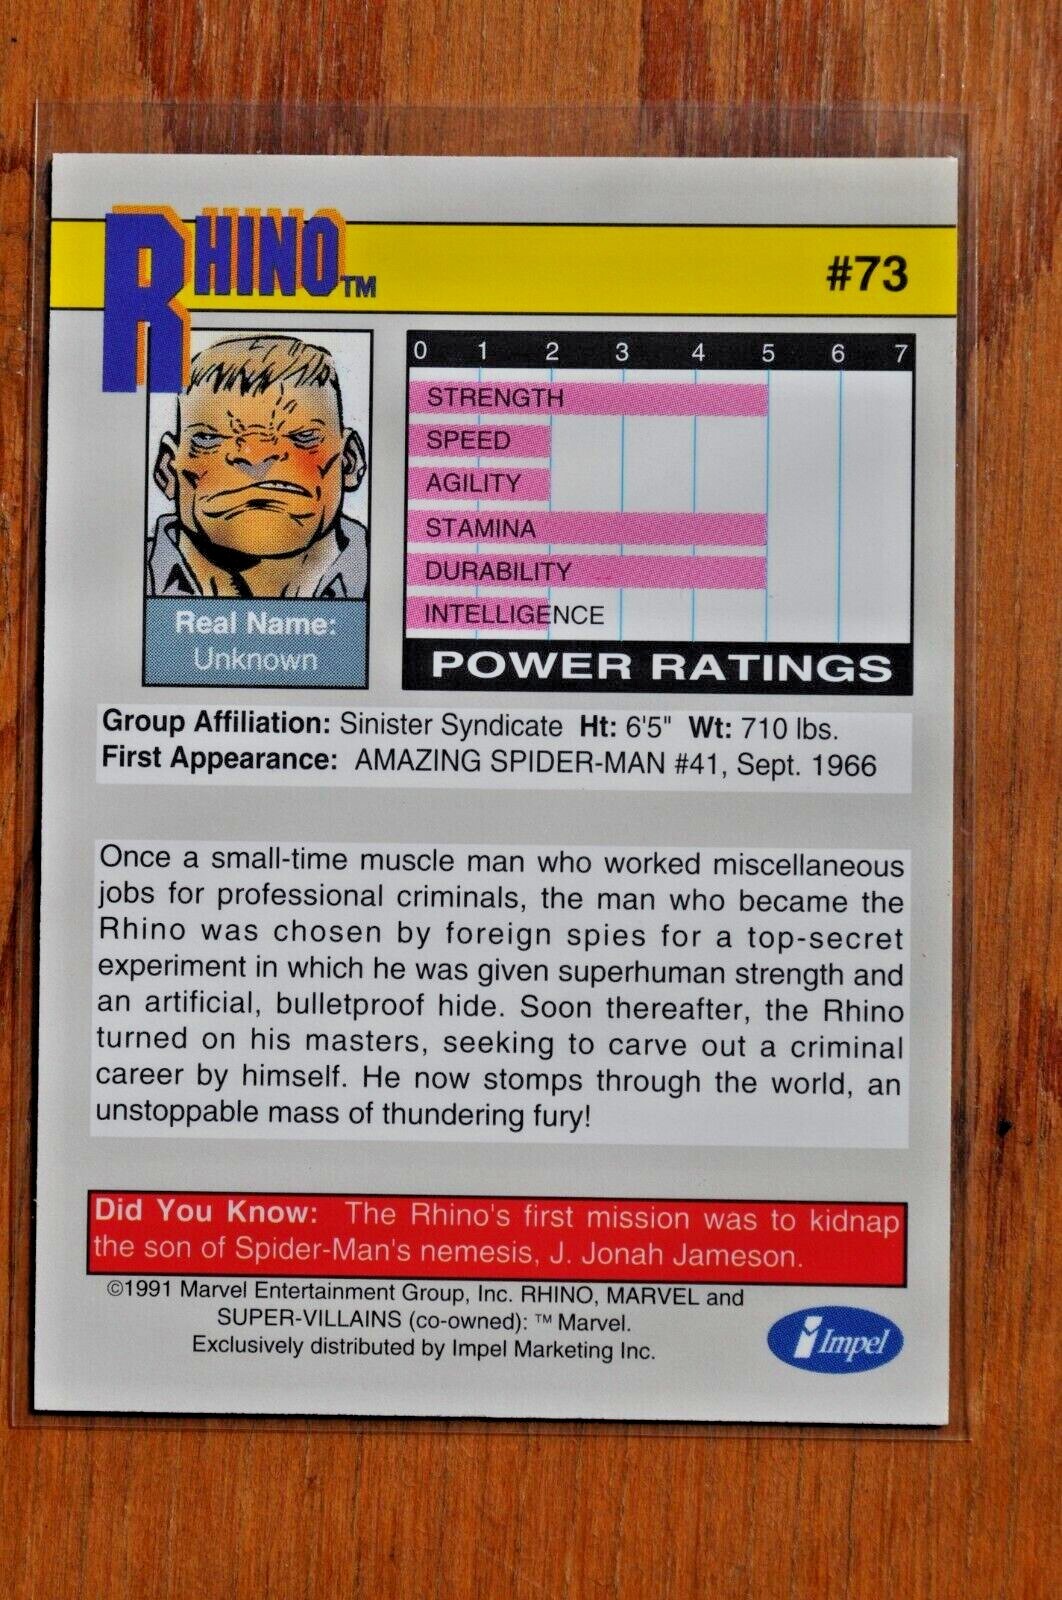 RHINO™
#73
0 1 2 3 4 5 6 7
STRENGTH
SPEED
AGILITY
STAMINA
DURABILITY
INTELLIGENCE
POWER RATINGS
Real Name:
Unknown
Group Affiliation: Sinister Syndicate Ht: 6'5" Wt: 710 lbs.
First Appearance: AMAZING SPIDER-MAN #41, Sept. 1966
Once a small-time muscle man who worked miscellaneous
jobs for professional criminals, the man who became the
Rhino was chosen by foreign spies for a top-secret
experiment in which he was given superhuman strength and
an artificial, bulletproof hide. Soon thereafter, the Rhino
turned on his masters, seeking to carve out a criminal
career by himself. He now stomps through the world, an
unstoppable mass of thundering fury!
Did You Know: The Rhino's first mission was to kidnap
the son of Spider-Man's nemesis, J. Jonah Jameson.
©1991 Marvel Entertainment Group, Inc. RHINO, MARVEL and
SUPER-VILLAINS (co-owned): ™ Marvel.
Exclusively distributed by Impel Marketing Inc.
Impel